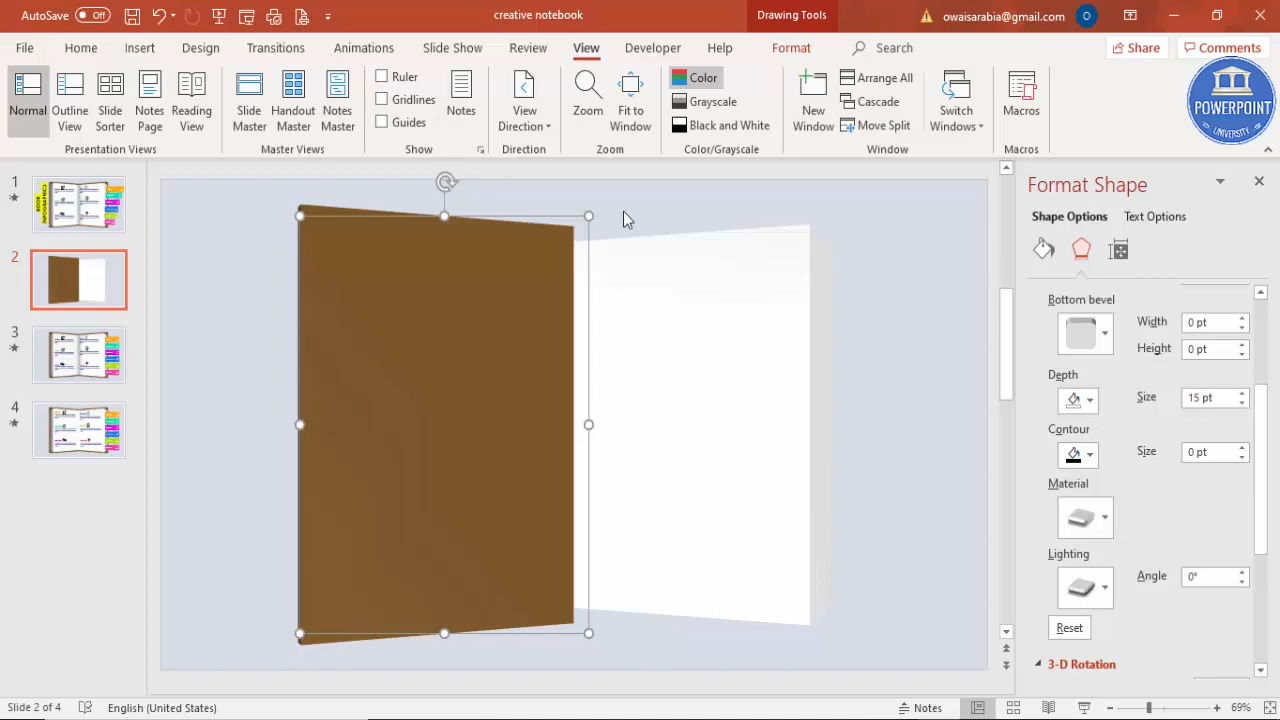 AutoSave Off creative notebook Drawing Tools owaisarabia@gmail.com O
File Home Insert Design Transitions Animations Slide Show Review View Developer Help Format Search Share Comments
Normal Outline View Slide Sorter Notes Page Reading View
Presentation Views
Slide Master Handout Master Notes Master
Master Views
Ruler
Gridlines
Guides
Notes
Show
View Direction
Direction
Zoom Fit to Window
Zoom
Color
Grayscale
Black and White
Color/Grayscale
New Window
Arrange All
Cascade
Move Split
Switch Windows
Window
Macros
Macros
POWERPOINT
UNIVERSITY
1
BOOK INFOGRAPHICS
2
3
4
Format Shape
Shape Options Text Options
Bottom bevel
Width 0 pt
Height 0 pt
Depth
Size 15 pt
Contour
Size 0 pt
Material
Lighting
Angle 0°
Reset
3-D Rotation
Slide 2 of 4 English (United States) Notes 69%